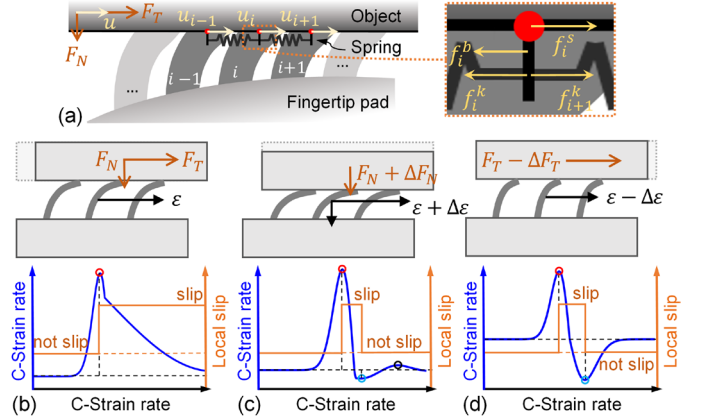 u F_T
F_N
u_{i-1} u_i u_{i+1}
Object
Spring
i−1 i i+1
... ...
Fingertip pad
(a)
f_i^b f_i^s
f_i^k f_{i+1}^k
F_N F_T
ε
F_N + ΔF_N
ε + Δε
F_T − ΔF_T
ε − Δε
C-Strain rate
not slip
slip
Local slip
C-Strain rate
(b)
C-Strain rate
slip
not slip
Local slip
C-Strain rate
(c)
C-Strain rate
slip
not slip
Local slip
C-Strain rate
(d)